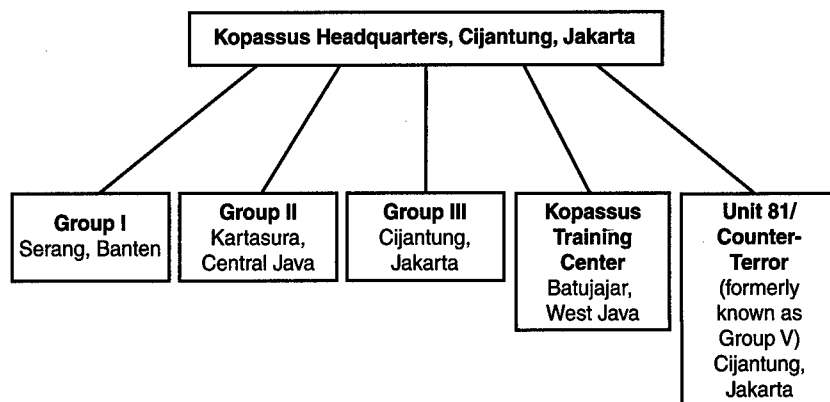 Kopassus Headquarters, Cijantung, Jakarta
Group I
Serang, Banten
Group II
Kartasura,
Central Java
Group III
Cijantung,
Jakarta
Kopassus
Training
Center
Batujajar,
West Java
Unit 81/
Counter-
Terror
(formerly
known as
Group V)
Cijantung,
Jakarta